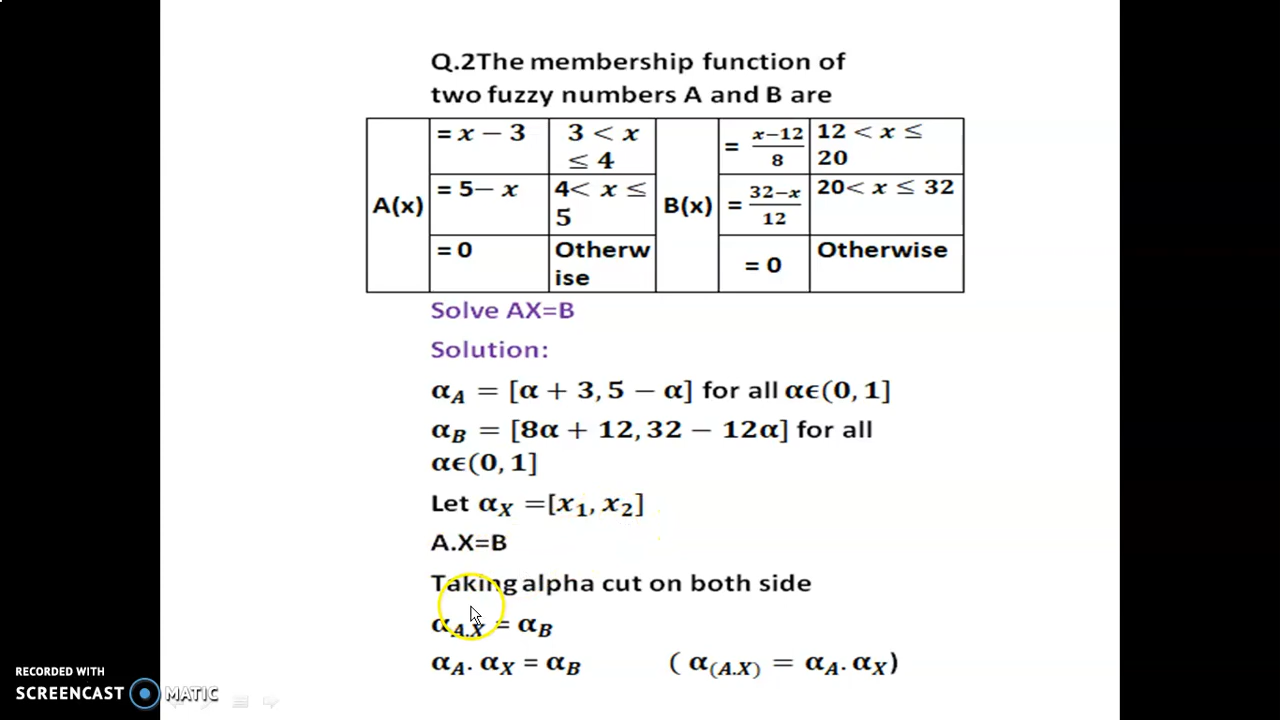 Q.2The membership function of
two fuzzy numbers A and B are
A(x) = x − 3 3 < x ≤ 4 B(x) = x−12/8 12 < x ≤ 20
= 5− x 4< x ≤ 5 = 32−x/12 20< x ≤ 32
= 0 Otherwise = 0 Otherwise
Solve AX=B
Solution:
α_A = [α + 3, 5 − α] for all αϵ(0, 1]
α_B = [8α + 12, 32 − 12α] for all
αϵ(0, 1]
Let α_X =[x₁, x₂]
A.X=B
Taking alpha cut on both side
α_A.X = α_B
α_A. α_X = α_B ( α_(A.X) = α_A. α_X)
RECORDED WITH
SCREENCAST MATIC